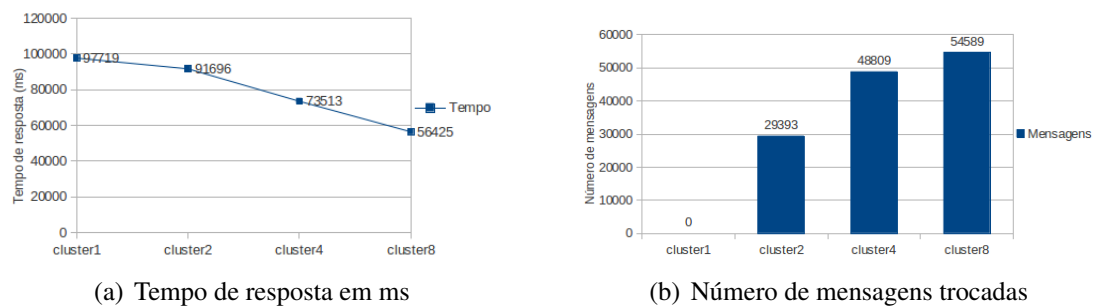 120000
100000
80000
60000
40000
20000
0
Tempo de resposta (ms)
97719
91696
73513
56425
Tempo
cluster1 cluster2 cluster4 cluster8
(a) Tempo de resposta em ms
60000
50000
40000
30000
20000
10000
0
Número de mensagens
0
29393
48809
54589
Mensagens
cluster1 cluster2 cluster4 cluster8
(b) Número de mensagens trocadas